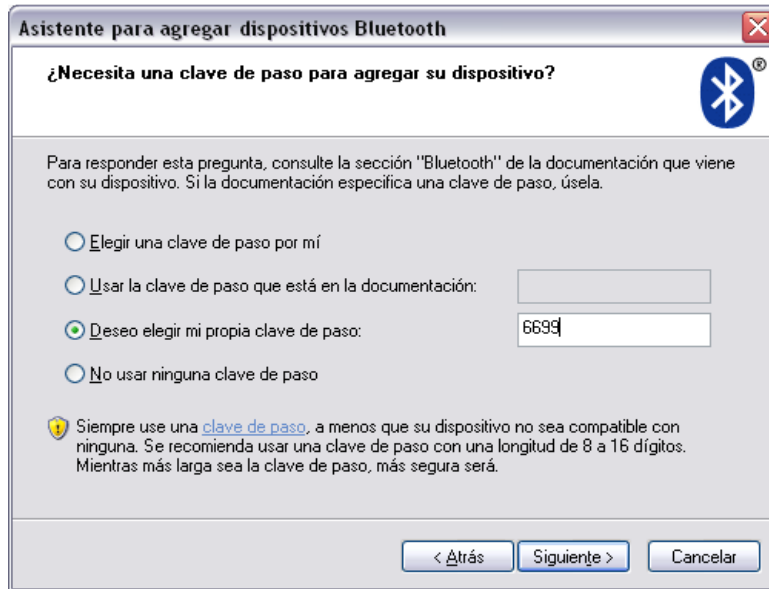 Asistente para agregar dispositivos Bluetooth
¿Necesita una clave de paso para agregar su dispositivo?
®
Para responder esta pregunta, consulte la sección "Bluetooth" de la documentación que viene
con su dispositivo. Si la documentación especifica una clave de paso, úsela.
Elegir una clave de paso por mí
Usar la clave de paso que está en la documentación:
Deseo elegir mi propia clave de paso: 6699
No usar ninguna clave de paso
Siempre use una clave de paso, a menos que su dispositivo no sea compatible con
ninguna. Se recomienda usar una clave de paso con una longitud de 8 a 16 dígitos.
Mientras más larga sea la clave de paso, más segura será.
< Atrás Siguiente > Cancelar